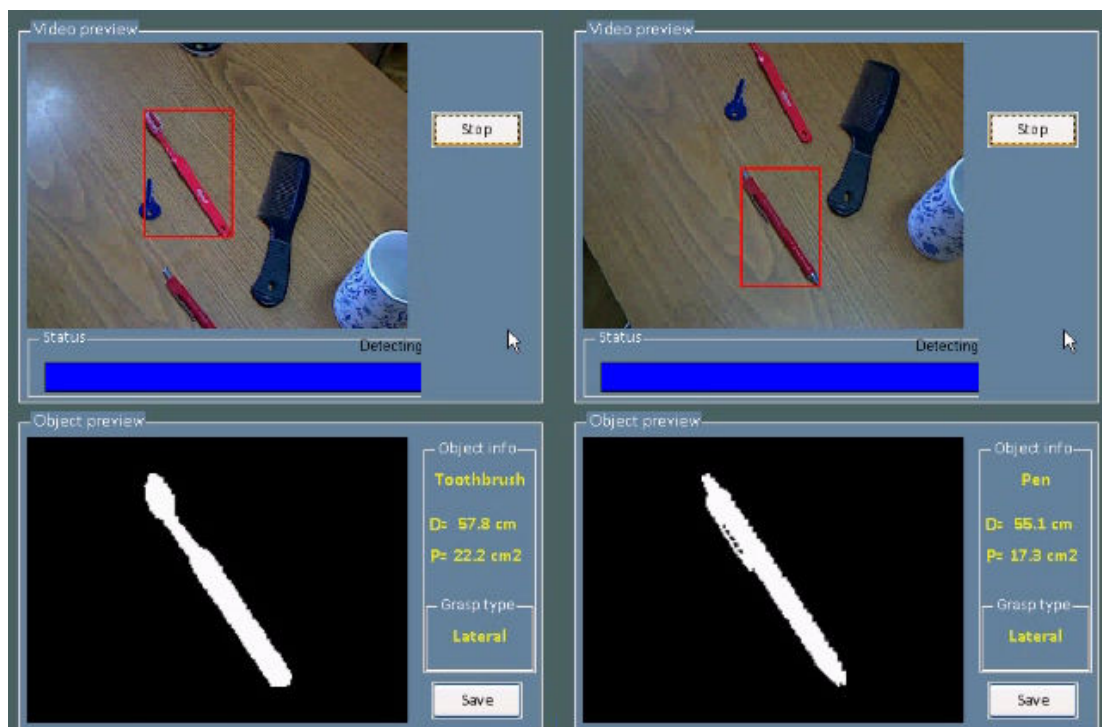 Video preview
Stop
Status
Detecting
Object preview
Object info
Toothbrush
D= 57.8 cm
P= 22.2 cm2
Grasp type
Lateral
Save
Video preview
Stop
Status
Detecting
Object preview
Object info
Pen
D= 55.1 cm
P= 17.3 cm2
Grasp type
Lateral
Save